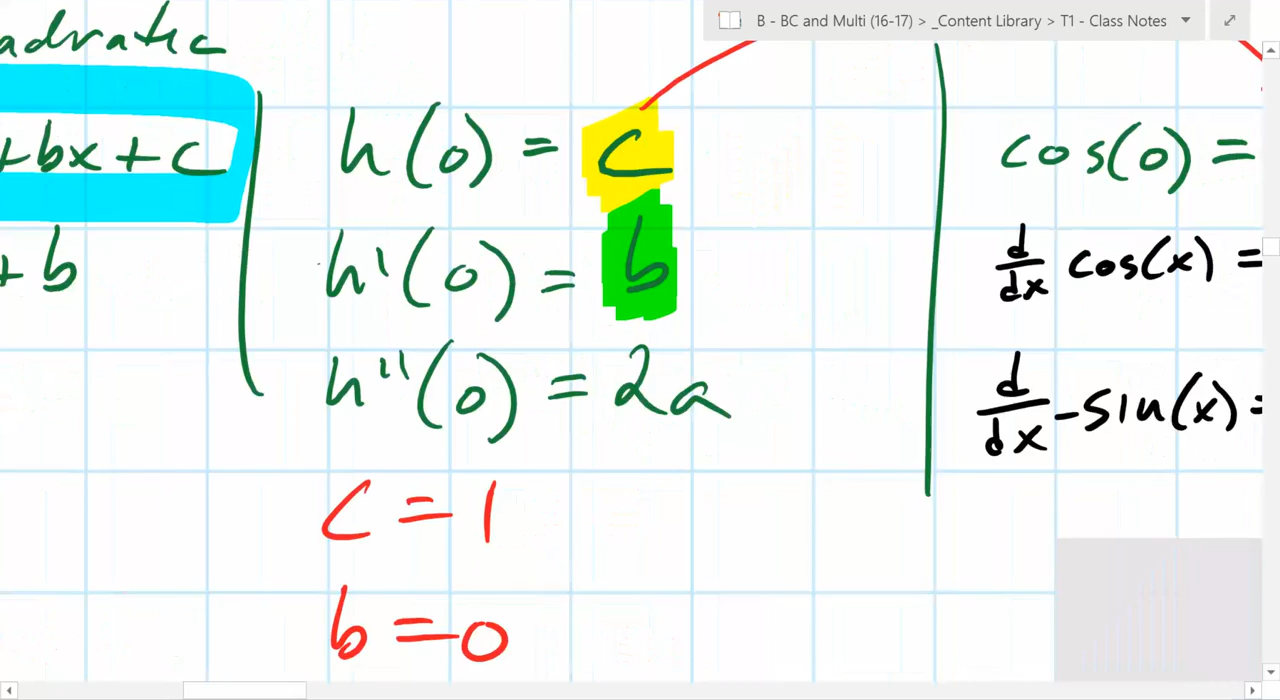 B - BC and Multi (16-17) > _Content Library > T1 - Class Notes
adratic
+bx + c
+ b
h(0) = c
h'(0) = b
h''(0) = 2a
c = 1
b = 0
cos(0) =
d/dx cos(x) =
d/dx -sin(x) =